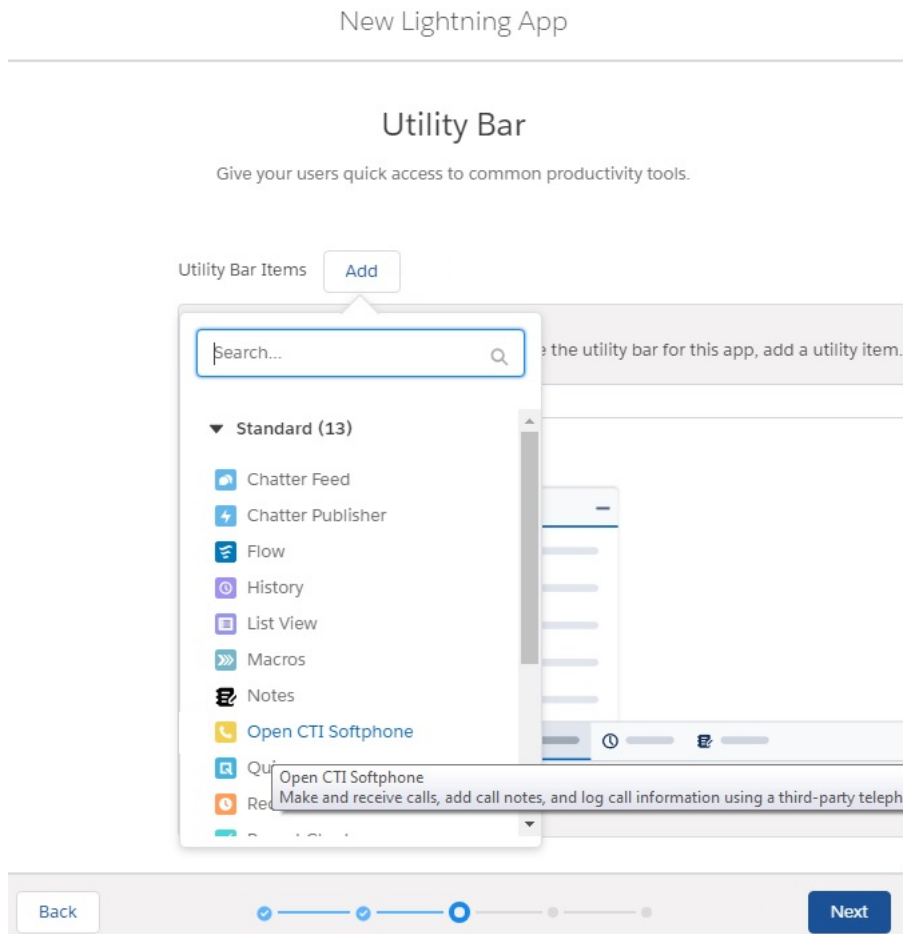 New Lightning App
Utility Bar
Give your users quick access to common productivity tools.
Utility Bar Items Add
Search...
the utility bar for this app, add a utility item.
Standard (13)
Chatter Feed
Chatter Publisher
Flow
History
List View
Macros
Notes
Open CTI Softphone
Qui
Open CTI Softphone
Rec
Make and receive calls, add call notes, and log call information using a third-party teleph
Back
Next